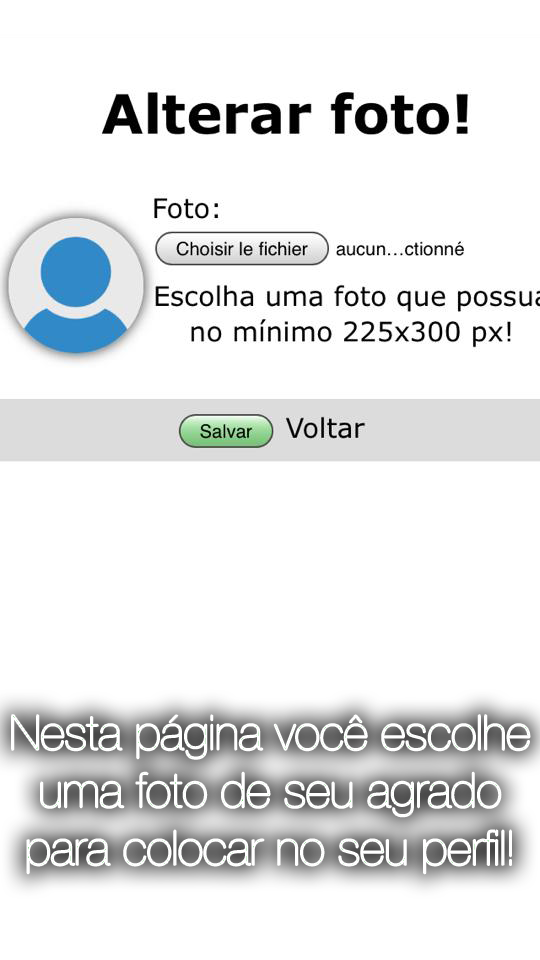 Alterar foto!
Foto:
Choisir le fichier aucun...ctionné
Escolha uma foto que possua
no mínimo 225x300 px!
Salvar Voltar
Nesta página você escolhe
uma foto de seu agrado
para colocar no seu perfil!